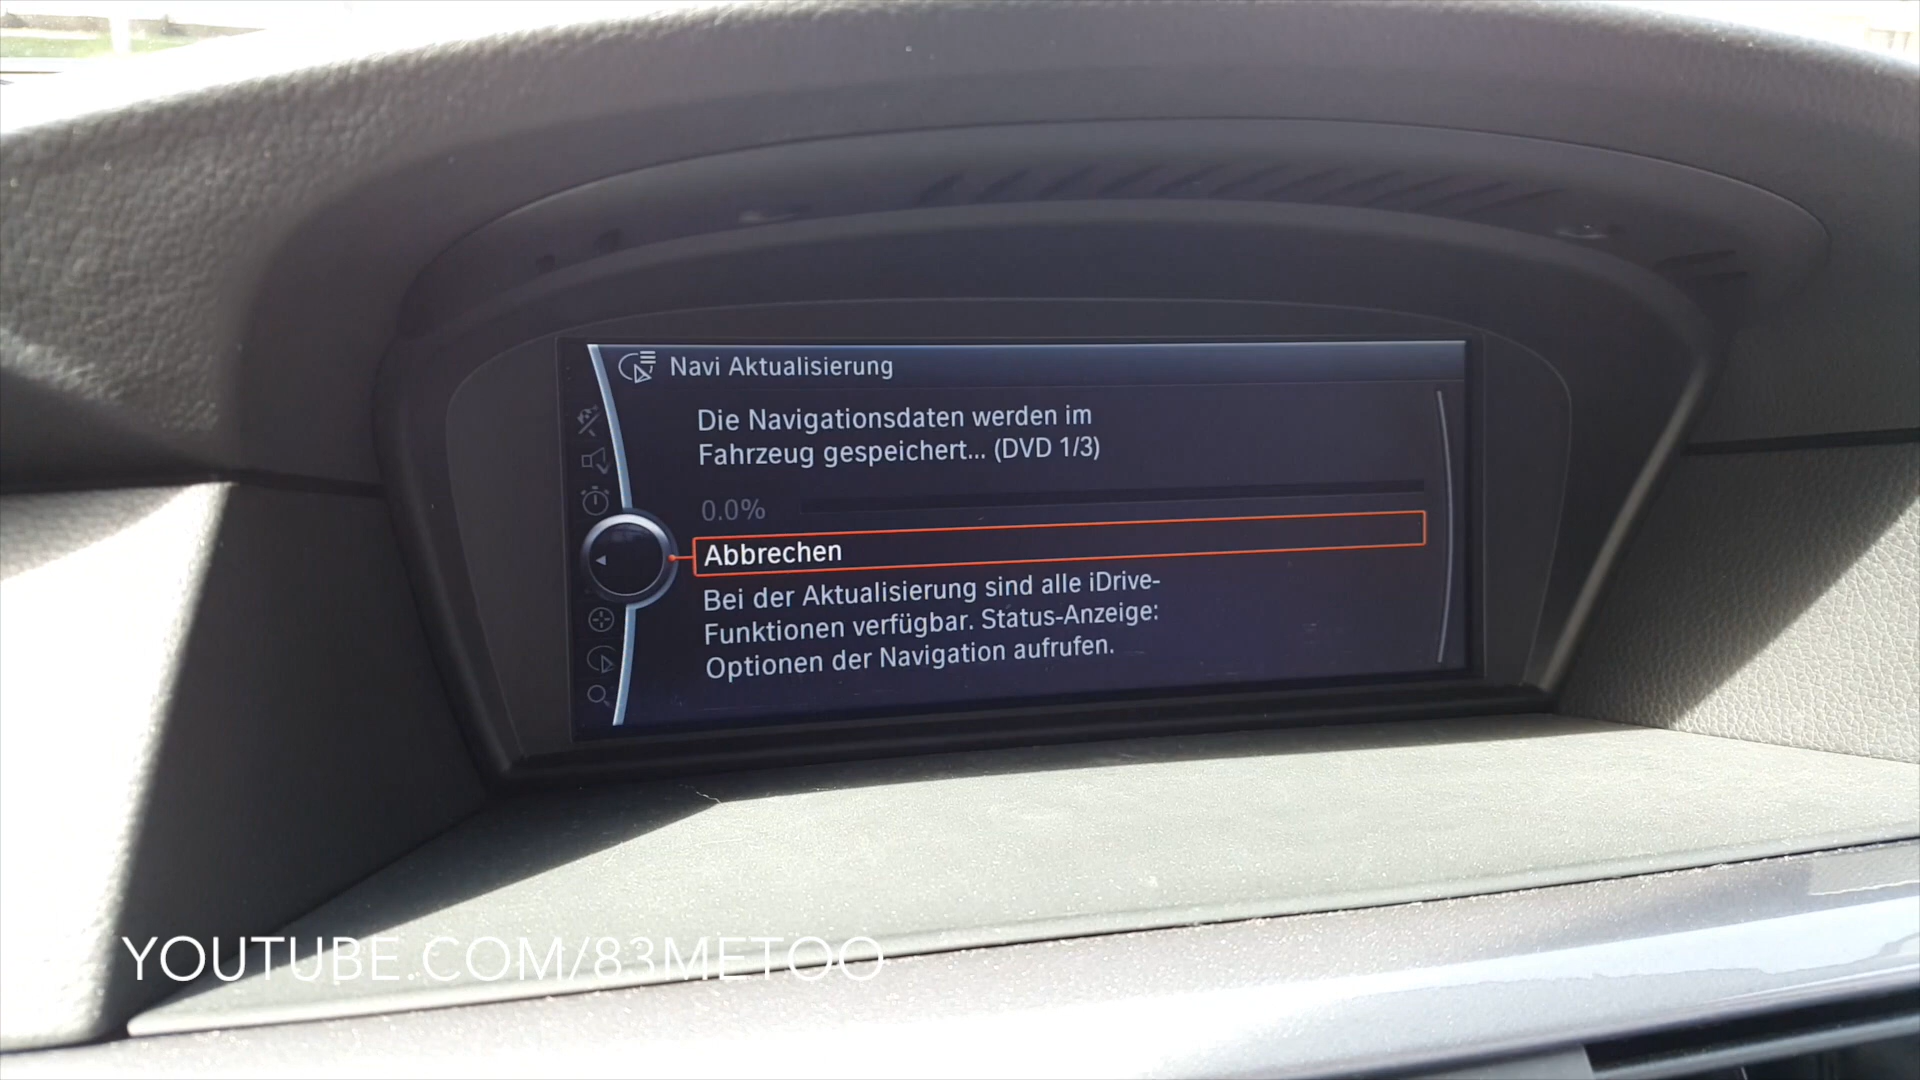 Navi Aktualisierung
Die Navigationsdaten werden im
Fahrzeug gespeichert... (DVD 1/3)
0.0%
Abbrechen
Bei der Aktualisierung sind alle iDrive-
Funktionen verfügbar. Status-Anzeige:
Optionen der Navigation aufrufen.
YOUTUBE.COM/83METOO